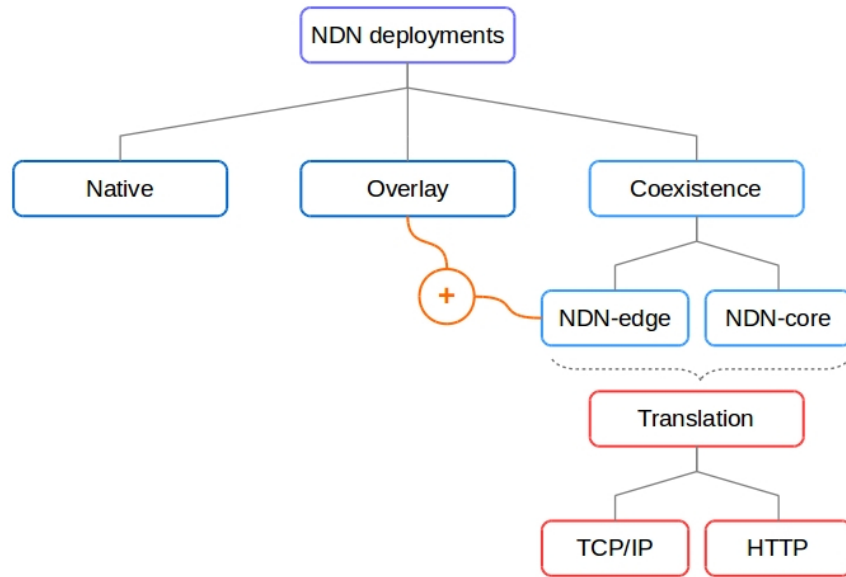 NDN deployments
Native
Overlay
Coexistence
+
NDN-edge
NDN-core
Translation
TCP/IP
HTTP